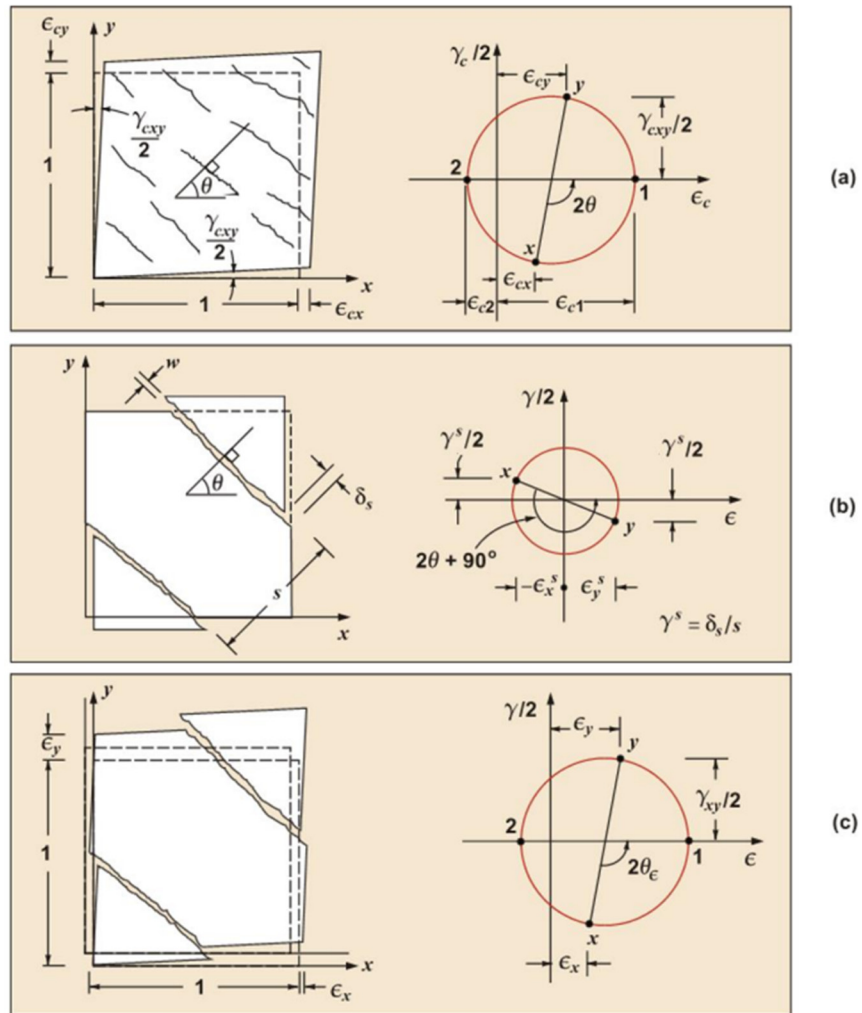 ϵcy
y
γcxy
2
1
θ
γcxy
2
x
1
ϵcx
γc/2
ϵcy
y
γcxy/2
2
1
ϵc
2θ
x
ϵcx
ϵc2
ϵc1
(a)
y
w
θ
δs
s
x
γ/2
γˢ/2
x
γˢ/2
ϵ
y
2θ + 90°
-ϵxˢ
ϵyˢ
γˢ = δs/s
(b)
y
ϵy
1
x
1
ϵx
γ/2
ϵy
y
γxy/2
2
1
ϵ
2θϵ
x
ϵx
(c)